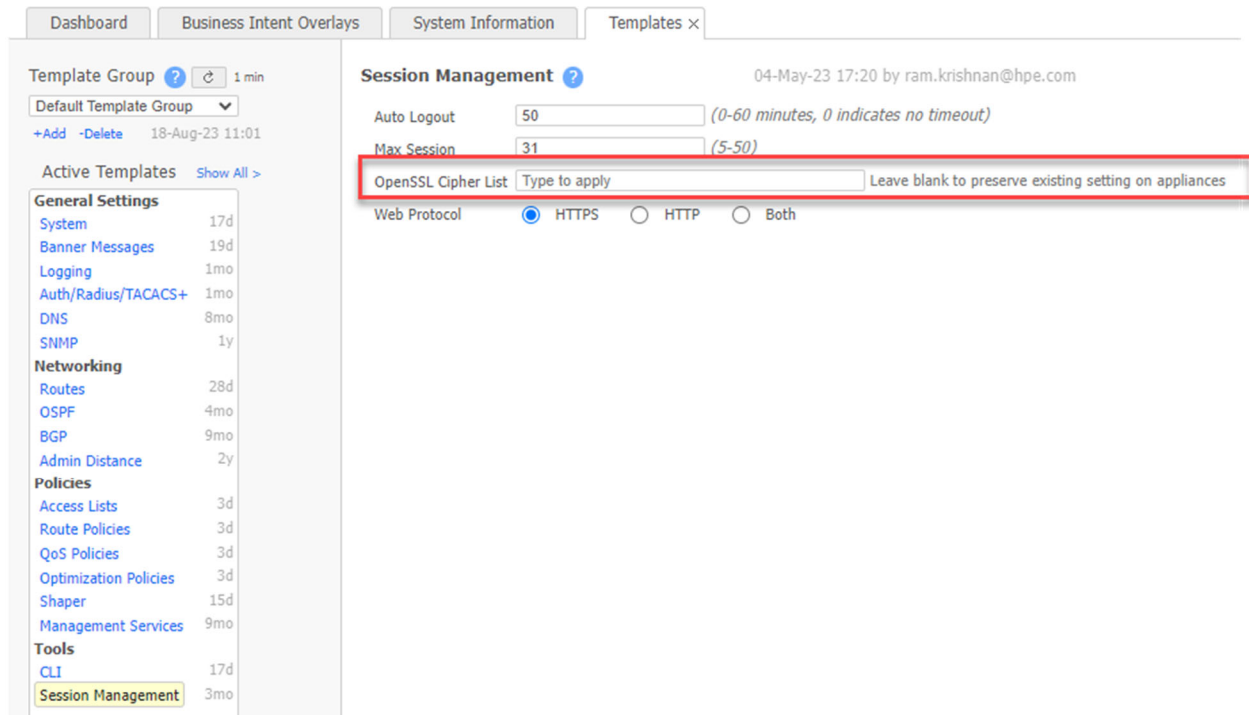 Dashboard Business Intent Overlays System Information Templates ×
Template Group ? 1 min
Default Template Group
+Add -Delete 18-Aug-23 11:01
Active Templates Show All >
General Settings
System 17d
Banner Messages 19d
Logging 1mo
Auth/Radius/TACACS+ 1mo
DNS 8mo
SNMP 1y
Networking
Routes 28d
OSPF 4mo
BGP 9mo
Admin Distance 2y
Policies
Access Lists 3d
Route Policies 3d
QoS Policies 3d
Optimization Policies 3d
Shaper 15d
Management Services 9mo
Tools
CLI 17d
Session Management 3mo
Session Management ? 04-May-23 17:20 by ram.krishnan@hpe.com
Auto Logout 50 (0-60 minutes, 0 indicates no timeout)
Max Session 31 (5-50)
OpenSSL Cipher List Type to apply Leave blank to preserve existing setting on appliances
Web Protocol HTTPS HTTP Both